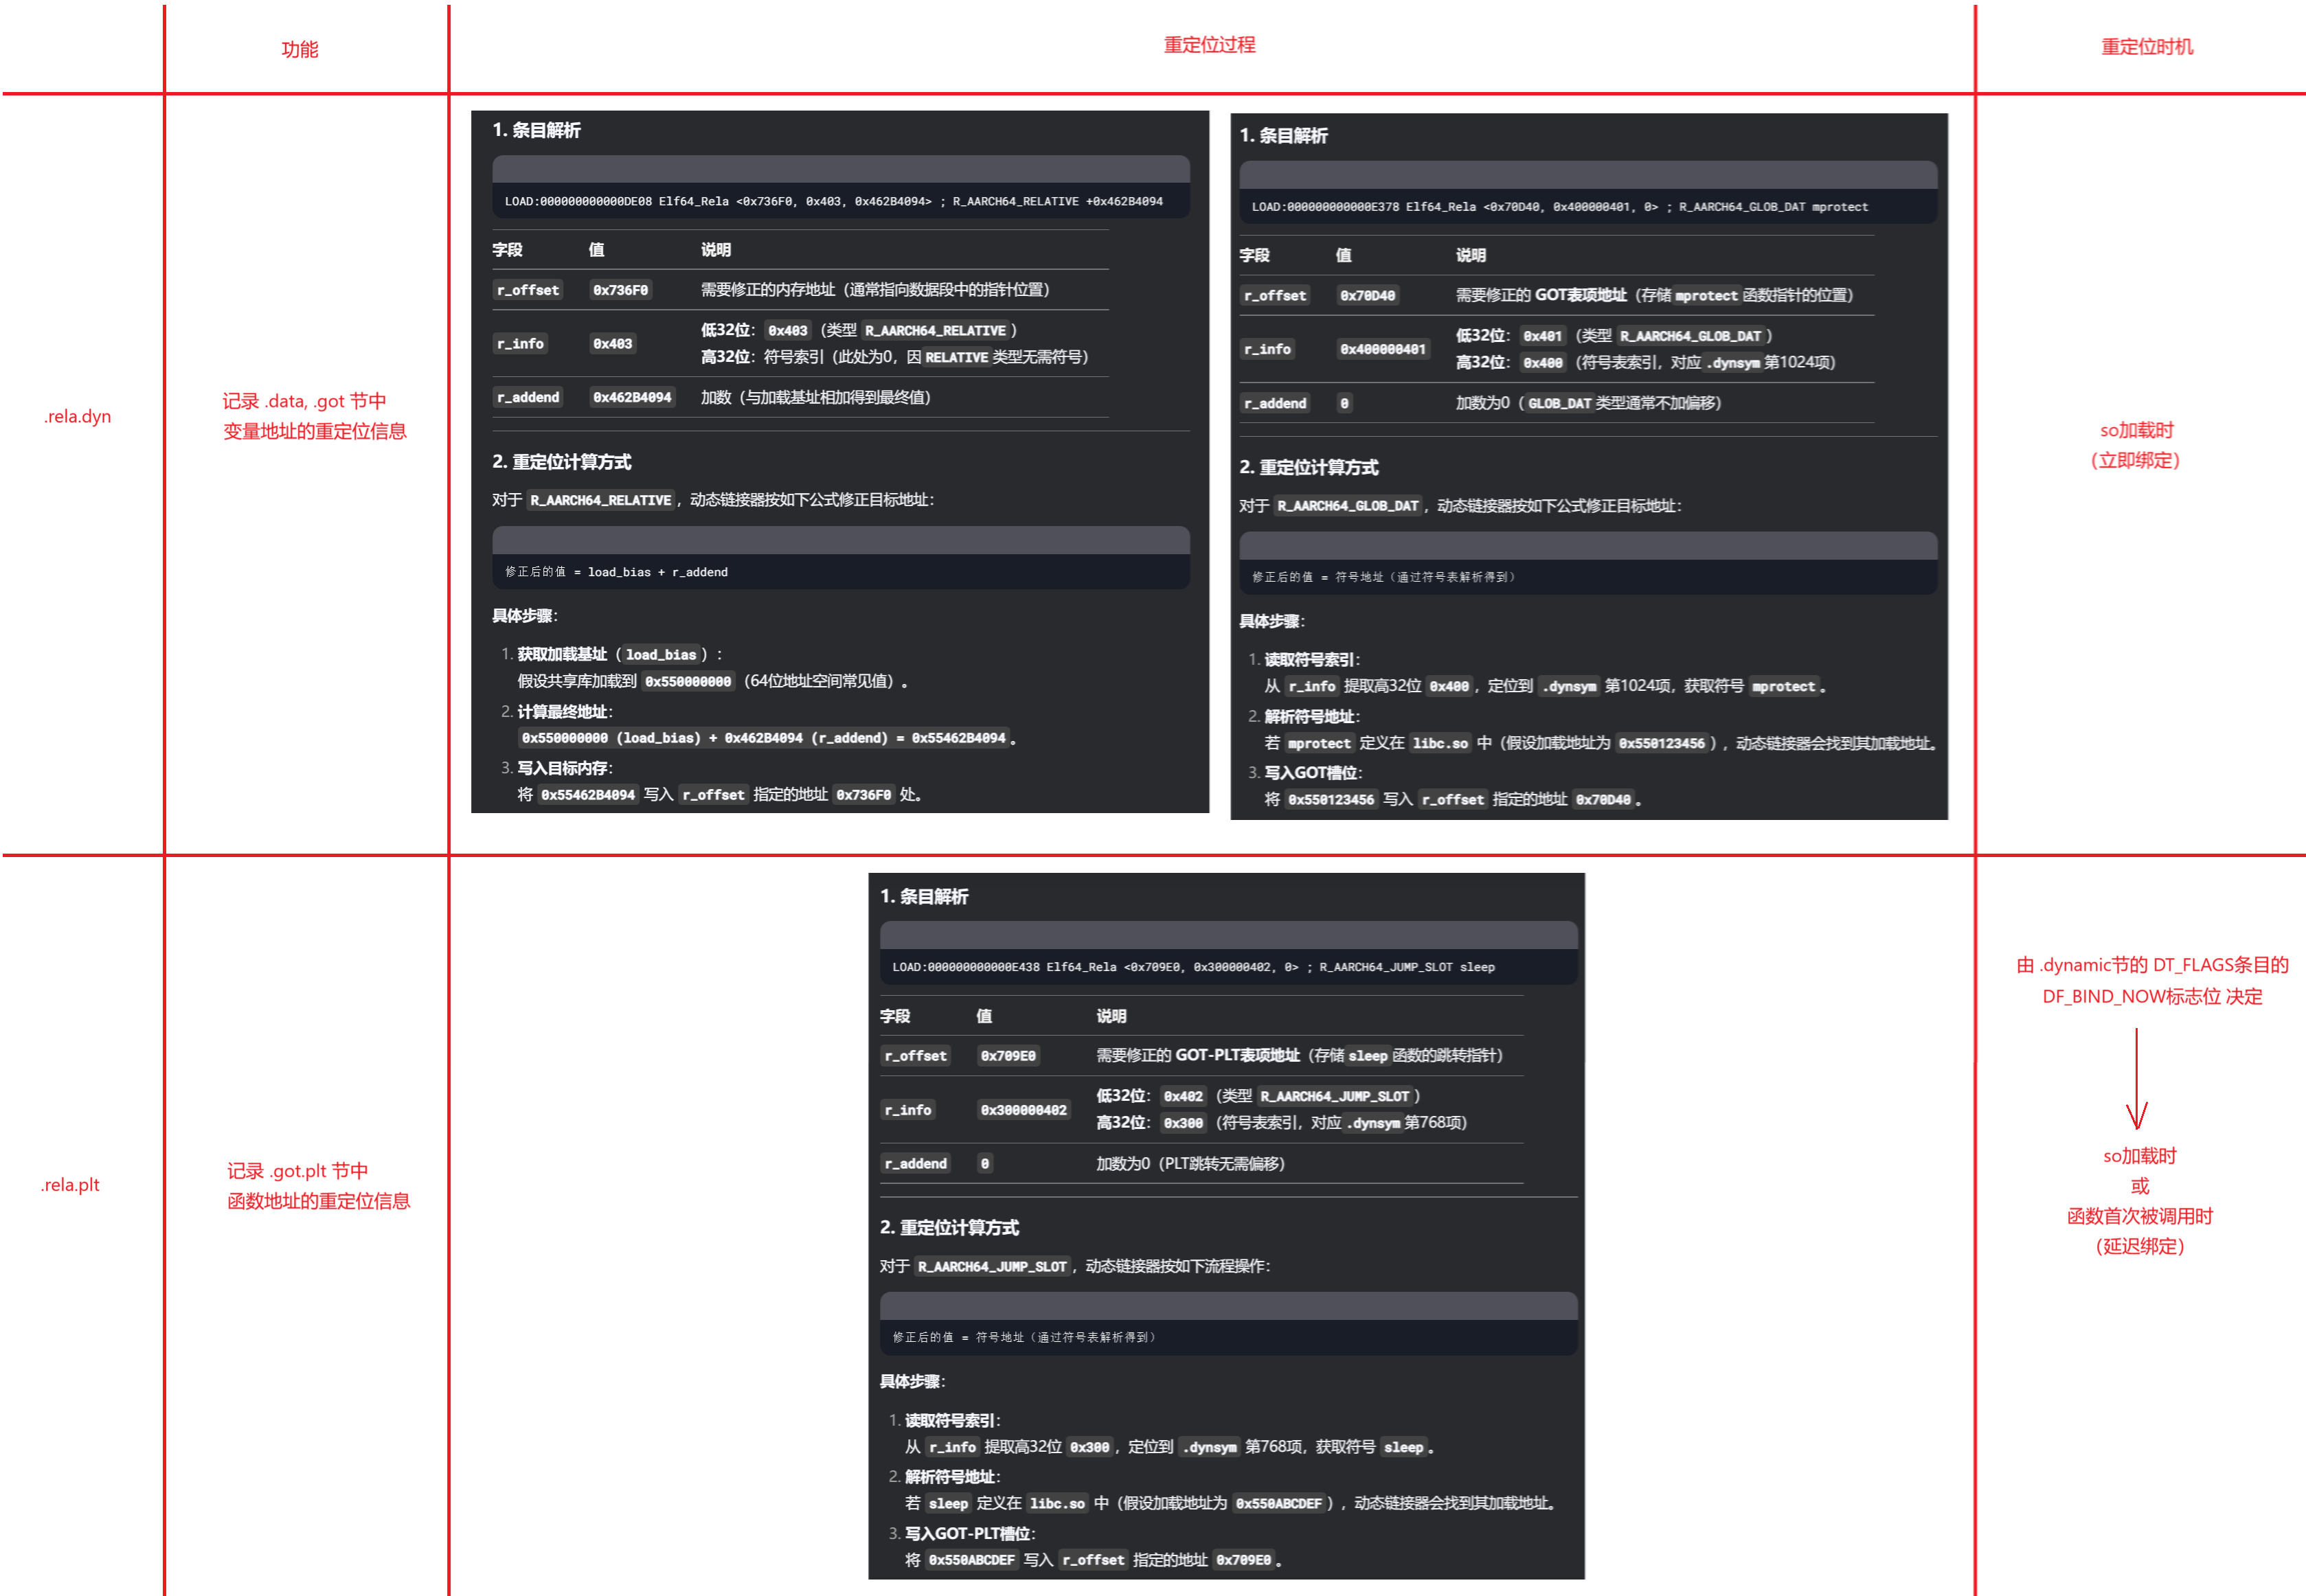 功能
重定位过程
重定位时机
.rela.dyn
记录 .data, .got 节中
变量地址的重定位信息
1. 条目解析
LOAD:000000000000DE08 Elf64_Rela <0x736F0, 0x403, 0x462B4094> ; R_AARCH64_RELATIVE +0x462B4094
字段 值 说明
r_offset 0x736F0 需要修正的内存地址（通常指向数据段中的指针位置）
r_info 0x403 低32位：0x403（类型 R_AARCH64_RELATIVE）
高32位：符号索引（此处为0，因 RELATIVE 类型无需符号）
r_addend 0x462B4094 加数（与加载基址相加得到最终值）
2. 重定位计算方式
对于 R_AARCH64_RELATIVE，动态链接器按如下公式修正目标地址：
修正后的值 = load_bias + r_addend
具体步骤：
1. 获取加载基址（load_bias）：
假设共享库加载到 0x550000000（64位地址空间常见值）。
2. 计算最终地址：
0x550000000 (load_bias) + 0x462B4094 (r_addend) = 0x55462B4094。
3. 写入目标内存：
将 0x55462B4094 写入 r_offset 指定的地址 0x736F0 处。
1. 条目解析
LOAD:000000000000E378 Elf64_Rela <0x70D40, 0x400000401, 0> ; R_AARCH64_GLOB_DAT mprotect
字段 值 说明
r_offset 0x70D40 需要修正的 GOT表项地址（存储 mprotect 函数指针的位置）
r_info 0x400000401 低32位：0x401（类型 R_AARCH64_GLOB_DAT）
高32位：0x400（符号表索引，对应 .dynsym 第1024项）
r_addend 0 加数为0（GLOB_DAT 类型通常不加偏移）
2. 重定位计算方式
对于 R_AARCH64_GLOB_DAT，动态链接器按如下公式修正目标地址：
修正后的值 = 符号地址（通过符号表解析得到）
具体步骤：
1. 读取符号索引：
从 r_info 提取高32位 0x400，定位到 .dynsym 第1024项，获取符号 mprotect。
2. 解析符号地址：
若 mprotect 定义在 libc.so 中（假设加载地址为 0x550123456），动态链接器会找到其加载地址。
3. 写入GOT槽位：
将 0x550123456 写入 r_offset 指定的地址 0x70D40。
so加载时
（立即绑定）
.rela.plt
记录 .got.plt 节中
函数地址的重定位信息
1. 条目解析
LOAD:000000000000E438 Elf64_Rela <0x709E0, 0x300000402, 0> ; R_AARCH64_JUMP_SLOT sleep
字段 值 说明
r_offset 0x709E0 需要修正的 GOT-PLT表项地址（存储 sleep 函数的跳转指针）
r_info 0x300000402 低32位：0x402（类型 R_AARCH64_JUMP_SLOT）
高32位：0x300（符号表索引，对应 .dynsym 第768项）
r_addend 0 加数为0（PLT跳转无需偏移）
2. 重定位计算方式
对于 R_AARCH64_JUMP_SLOT，动态链接器按如下流程操作：
修正后的值 = 符号地址（通过符号表解析得到）
具体步骤：
1. 读取符号索引：
从 r_info 提取高32位 0x300，定位到 .dynsym 第768项，获取符号 sleep。
2. 解析符号地址：
若 sleep 定义在 libc.so 中（假设加载地址为 0x550ABCDEF），动态链接器会找到其加载地址。
3. 写入GOT-PLT槽位：
将 0x550ABCDEF 写入 r_offset 指定的地址 0x709E0。
由 .dynamic节的 DT_FLAGS条目的
DF_BIND_NOW标志位 决定
so加载时
或
函数首次被调用时
（延迟绑定）